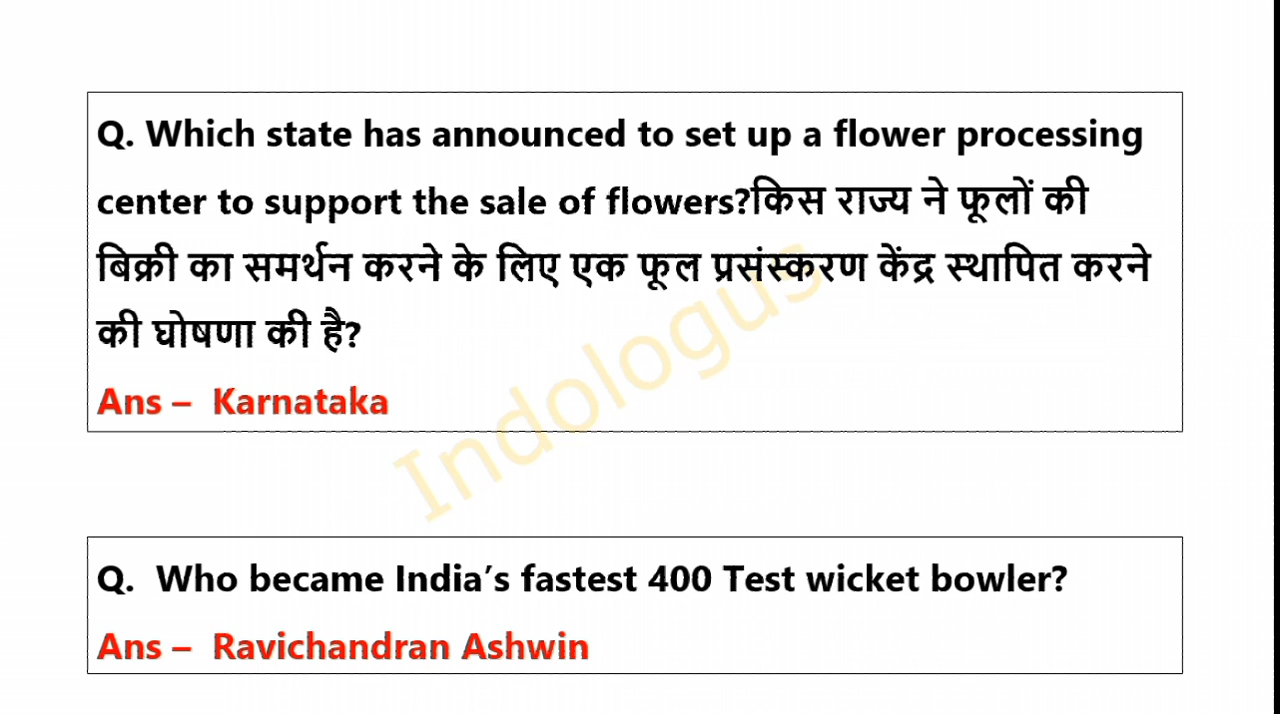 Q. Which state has announced to set up a flower processing
center to support the sale of flowers?किस राज्य ने फूलों की
बिक्री का समर्थन करने के लिए एक फूल प्रसंस्करण केंद्र स्थापित करने
की घोषणा की है?
Ans – Karnataka
Indologus
Q. Who became India’s fastest 400 Test wicket bowler?
Ans – Ravichandran Ashwin